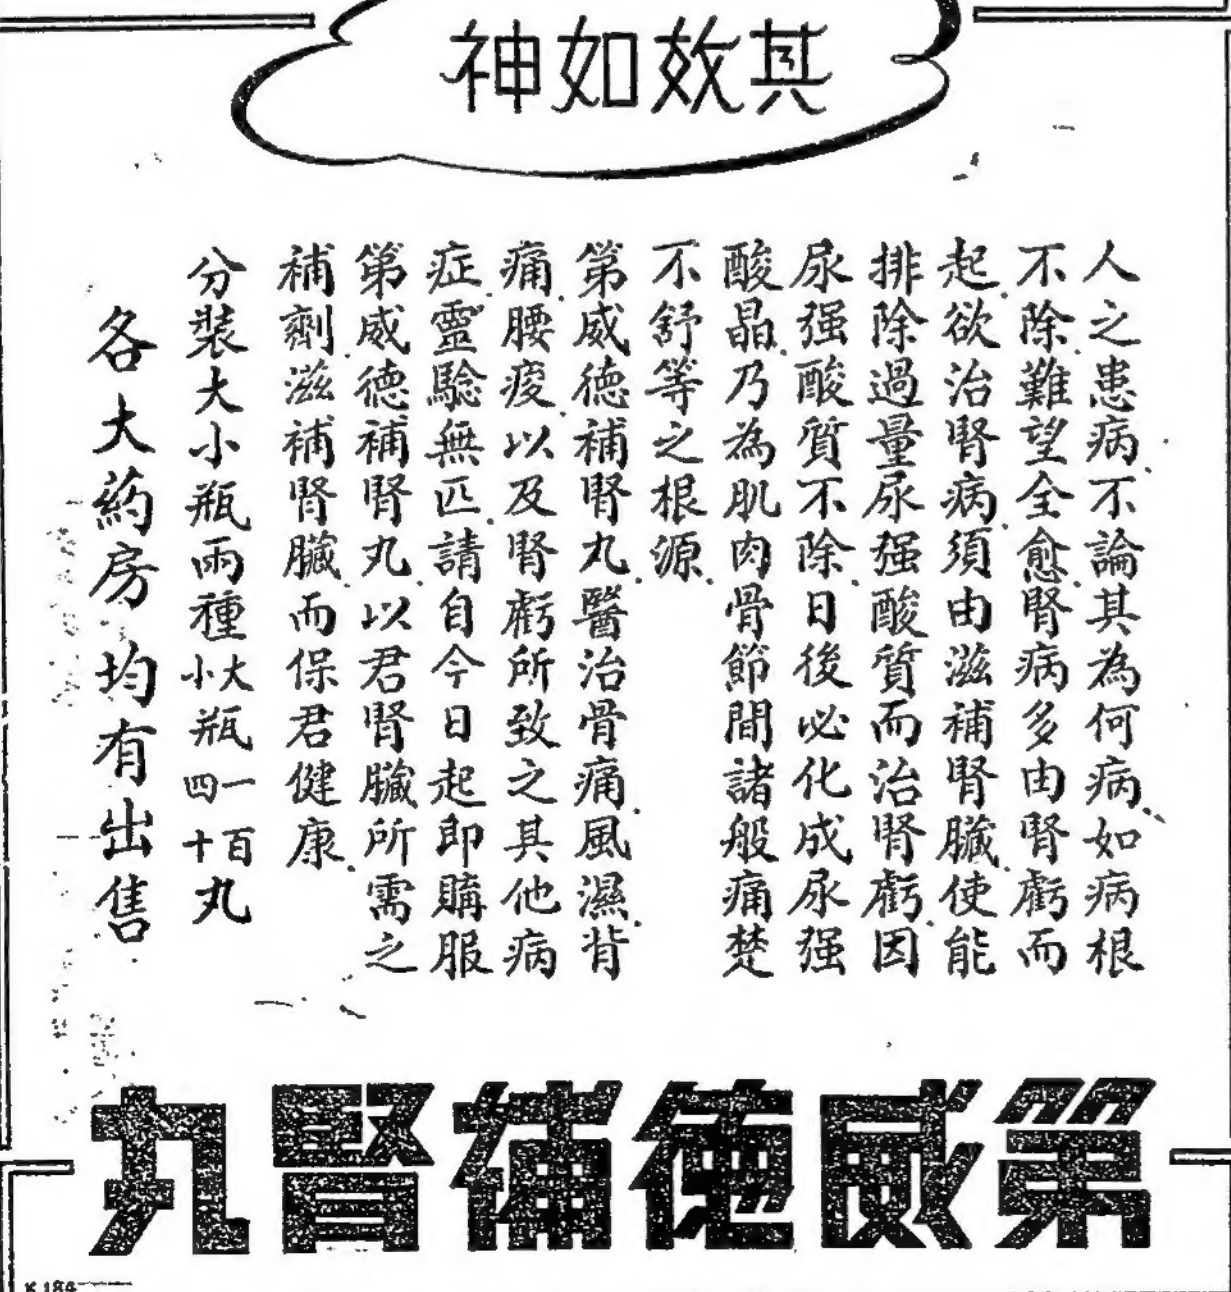 其效如神
人之患病.不論其為何病.如病根
不除.難望全愈.腎病多由腎虧而
起.欲治腎病.須由滋補腎臟.使能
排除過量尿强酸質而治腎虧.因
尿强酸質不除.日後必化成尿强
酸晶.乃為肌肉骨節間諸般痛楚
不舒等之根源.
第威德補腎丸.醫治骨痛.風濕.背
痛.腰痠.以及腎虧所致之其他病
症.靈驗無匹.請自今日起即購服
第威德補腎丸.以君腎臟所需之
補劑.滋補腎臟.而保君健康.
分裝大小瓶兩種大瓶一百丸小瓶四十丸
各大葯房均有出售
第威德補腎丸
K 184